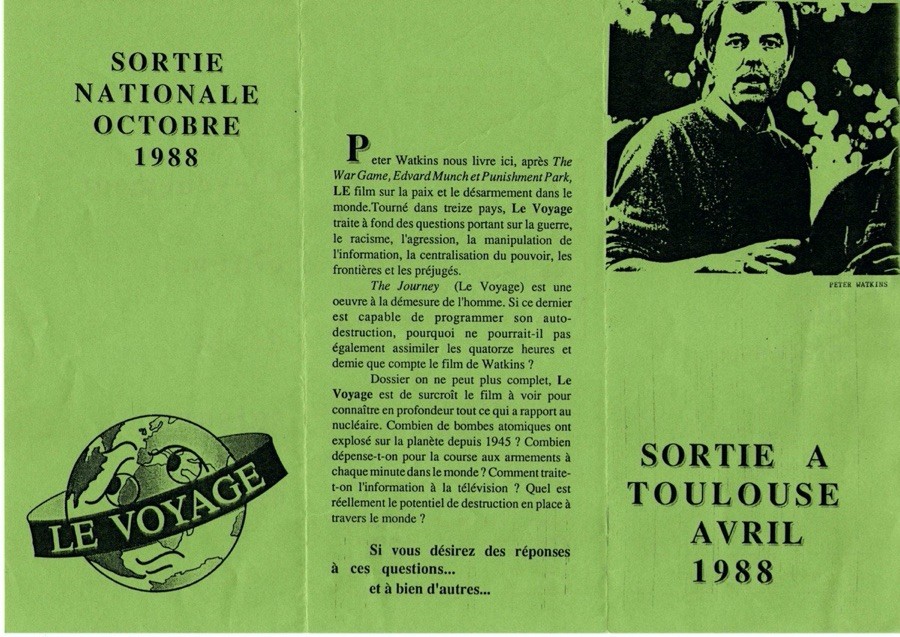 SORTIE
NATIONALE
OCTOBRE
1988
LE VOYAGE
Peter Watkins nous livre ici, après The
War Game, Edvard Munch et Punishment Park,
LE film sur la paix et le désarmement dans le
monde.Tourné dans treize pays, Le Voyage
traite à fond des questions portant sur la guerre,
le racisme, l'agression, la manipulation de
l'information, la centralisation du pouvoir, les
frontières et les préjugés.
The Journey (Le Voyage) est une
oeuvre à la démesure de l'homme. Si ce dernier
est capable de programmer son auto-
destruction, pourquoi ne pourrait-il pas
également assimiler les quatorze heures et
demie que compte le film de Watkins ?
Dossier on ne peut plus complet, Le
Voyage est de surcroît le film à voir pour
connaître en profondeur tout ce qui a rapport au
nucléaire. Combien de bombes atomiques ont
explosé sur la planète depuis 1945 ? Combien
dépense-t-on pour la course aux armements à
chaque minute dans le monde ? Comment traite-
t-on l'information à la télévision ? Quel est
réellement le potentiel de destruction en place à
travers le monde ?
Si vous désirez des réponses
à ces questions...
et à bien d'autres...
PETER WATKINS
SORTIE A
TOULOUSE
AVRIL
1988